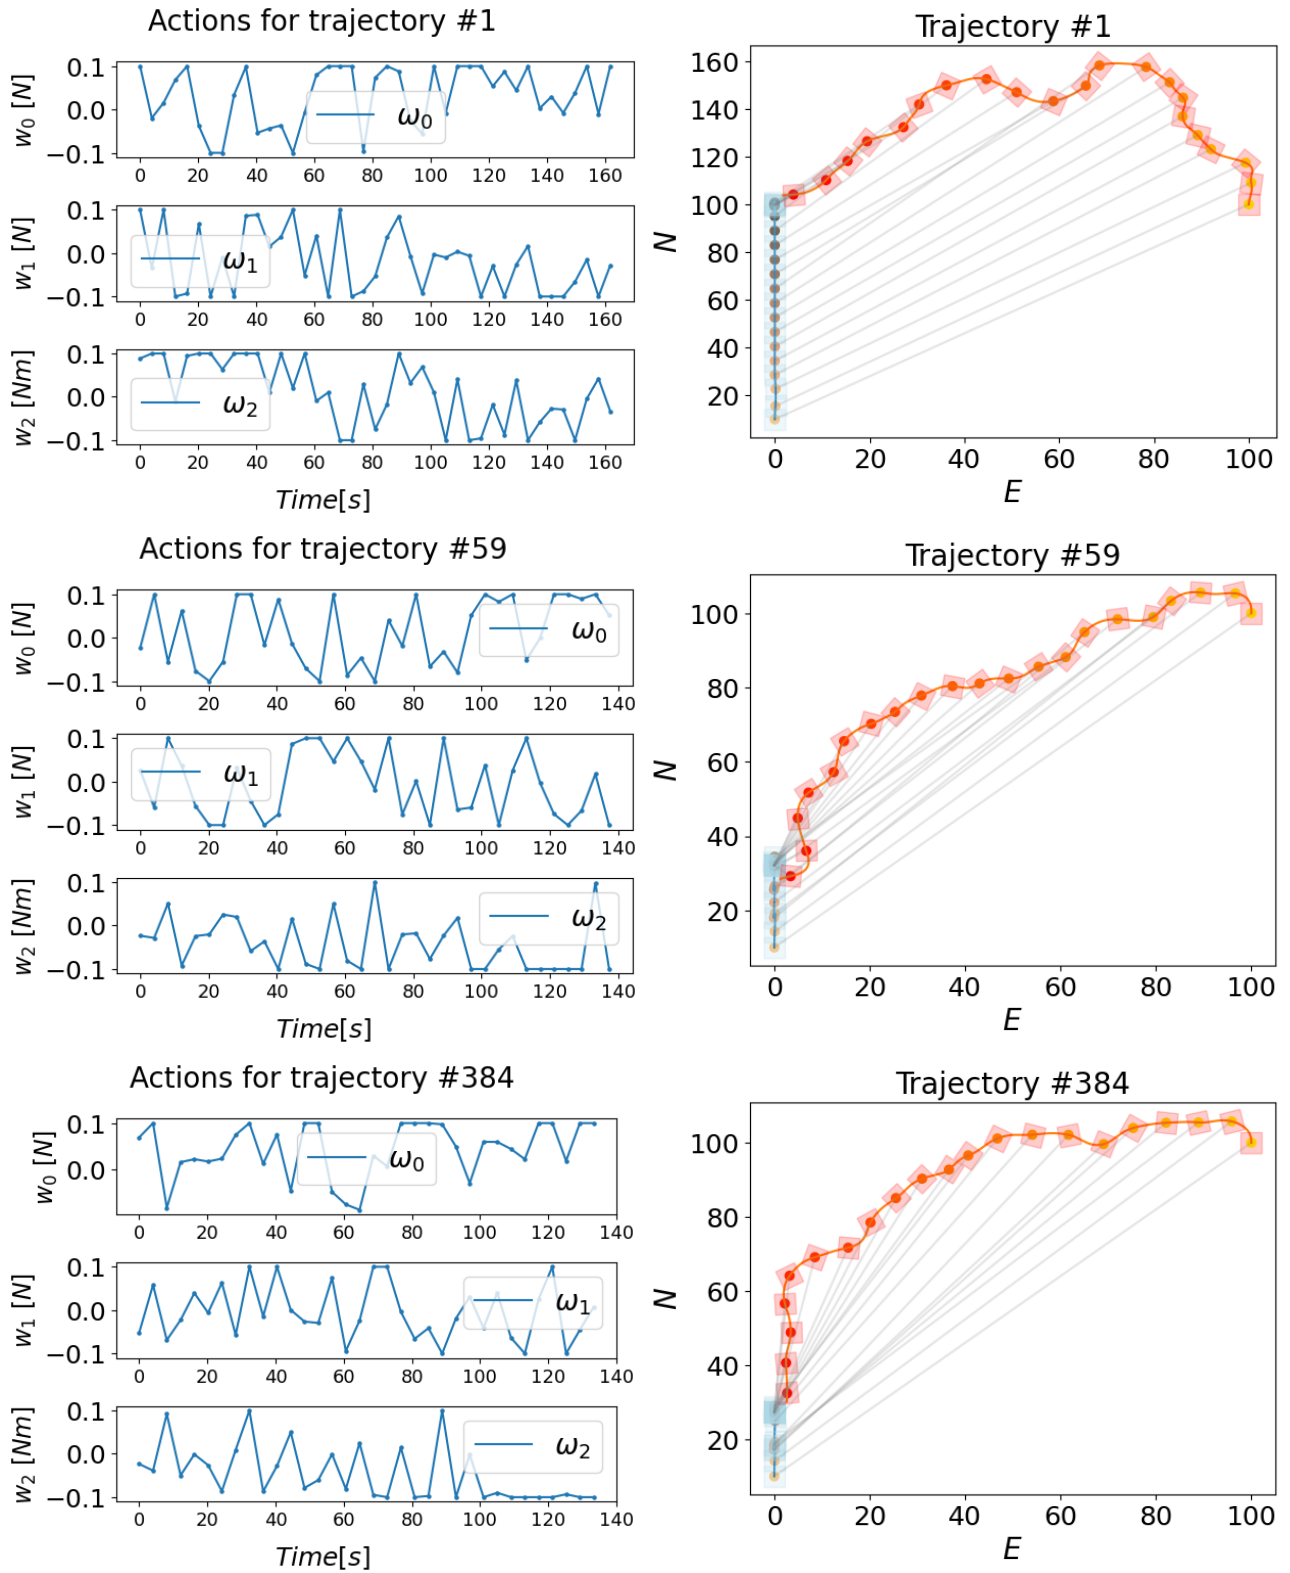 Actions for trajectory #1
w₀ [N]
0.1
0.0
−0.1
ω₀
0 20 40 60 80 100 120 140 160
w₁ [N]
0.1
0.0
−0.1
ω₁
0 20 40 60 80 100 120 140 160
w₂ [Nm]
0.1
0.0
−0.1
ω₂
0 20 40 60 80 100 120 140 160
Time[s]
Trajectory #1
N
160
140
120
100
80
60
40
20
0 20 40 60 80 100
E
Actions for trajectory #59
w₀ [N]
0.1
0.0
−0.1
ω₀
0 20 40 60 80 100 120 140
w₁ [N]
0.1
0.0
−0.1
ω₁
0 20 40 60 80 100 120 140
w₂ [Nm]
0.1
0.0
−0.1
ω₂
0 20 40 60 80 100 120 140
Time[s]
Trajectory #59
N
100
80
60
40
20
0 20 40 60 80 100
E
Actions for trajectory #384
w₀ [N]
0.1
0.0
ω₀
0 20 40 60 80 100 120 140
w₁ [N]
0.1
0.0
−0.1
ω₁
0 20 40 60 80 100 120 140
w₂ [Nm]
0.1
0.0
−0.1
ω₂
0 20 40 60 80 100 120 140
Time[s]
Trajectory #384
N
100
80
60
40
20
0 20 40 60 80 100
E